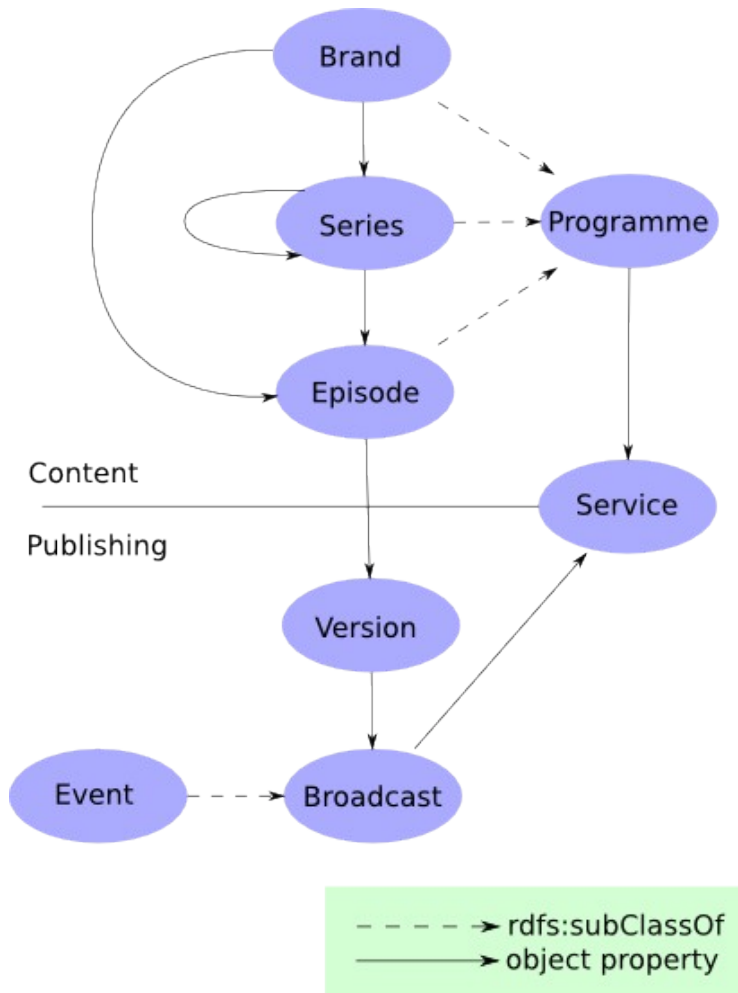 Brand
Series
Programme
Episode
Content
Service
Publishing
Version
Event
Broadcast
rdfs:subClassOf
object property